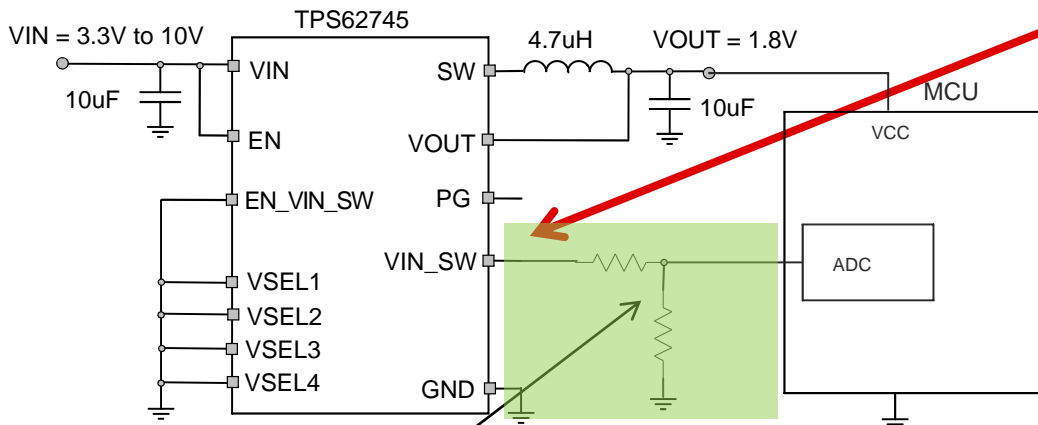 TPS62745
VIN = 3.3V to 10V
4.7uH
VOUT = 1.8V
VIN
SW
10uF
10uF
MCU
VCC
EN
VOUT
EN_VIN_SW
PG
VIN_SW
ADC
VSEL1
VSEL2
VSEL3
VSEL4
GND